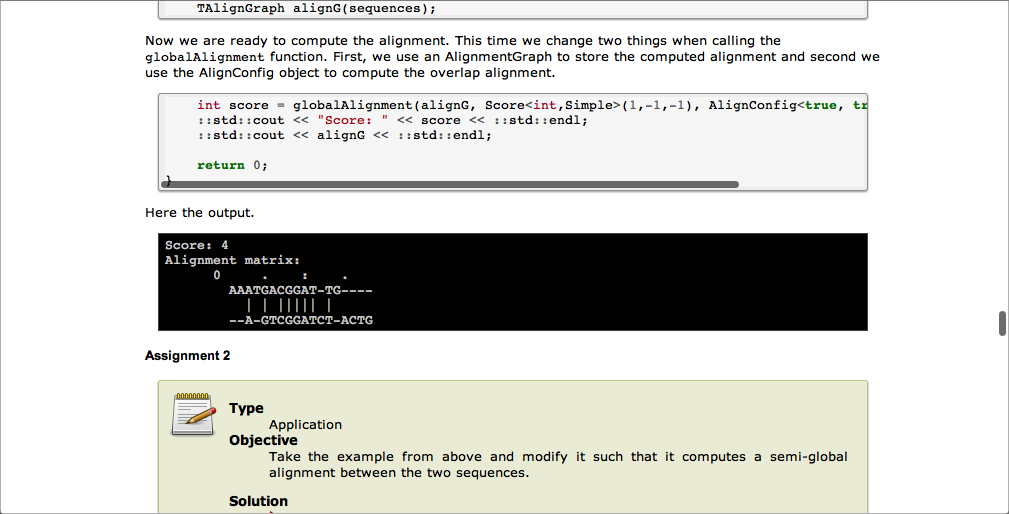 TAlignGraph alignG(sequences);
Now we are ready to compute the alignment. This time we change two things when calling the
globalAlignment function. First, we use an AlignmentGraph to store the computed alignment and second we
use the AlignConfig object to compute the overlap alignment.
int score = globalAlignment(alignG, Score<int,Simple>(1,-1,-1), AlignConfig<true, tr
::std::cout << "Score: " << score << ::std::endl;
::std::cout << alignG << ::std::endl;
return 0;
}
Here the output.
Score: 4
Alignment matrix:
0     .    :    .
AAATGACGGAT-TG----
| | ||||| |
--A-GTCGGATCT-ACTG
Assignment 2
Type
Application
Objective
Take the example from above and modify it such that it computes a semi-global
alignment between the two sequences.
Solution